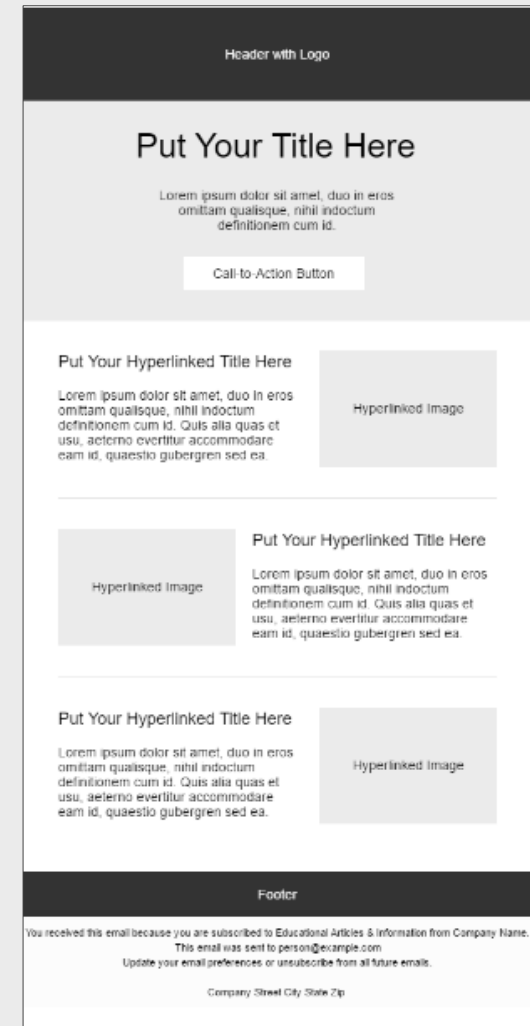 Header with Logo
Put Your Title Here
Lorem ipsum dolor sit amet, duo in eros
omittam qualisque, nihil indoctum
definitionem cum id.
Call-to-Action Button
Put Your Hyperlinked Title Here
Lorem ipsum dolor sit amet, duo in eros
omittam qualisque, nihil indoctum
definitionem cum id. Quis alia quas et
usu, aeterno evertitur accommodare
eam id, quaestio gubergren sed ea.
Hyperlinked Image
Hyperlinked Image
Put Your Hyperlinked Title Here
Lorem ipsum dolor sit amet, duo in eros
omittam qualisque, nihil indoctum
definitionem cum id. Quis alia quas et
usu, aeterno evertitur accommodare
eam id, quaestio gubergren sed ea.
Put Your Hyperlinked Title Here
Lorem ipsum dolor sit amet, duo in eros
omittam qualisque, nihil indoctum
definitionem cum id. Quis alia quas et
usu, aeterno evertitur accommodare
eam id, quaestio gubergren sed ea.
Hyperlinked Image
Footer
You received this email because you are subscribed to Educational Articles & Information from Company Name.
This email was sent to person@example.com
Update your email preferences or unsubscribe from all future emails.
Company Street City State Zip